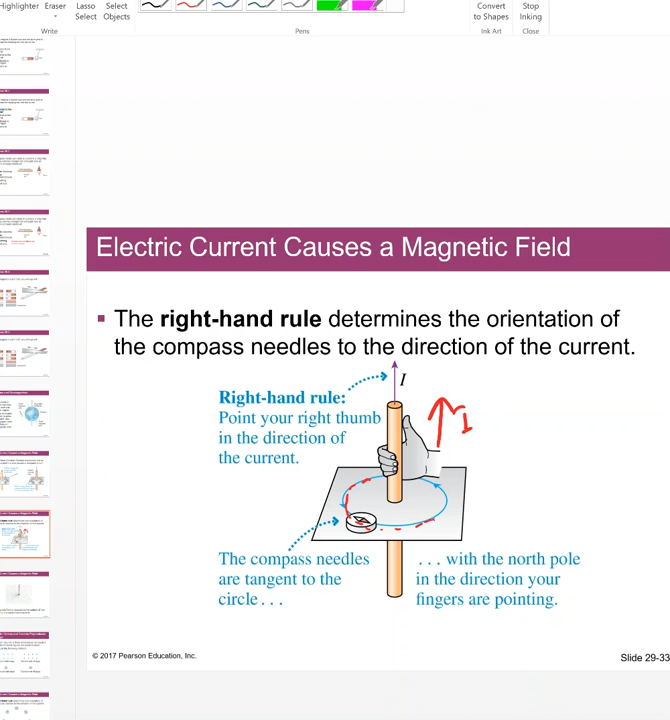 Highlighter
Eraser
Lasso
Select
Select
Objects
Convert
to Shapes
Stop
Inking
Write
Pens
Ink Art
Close
Electric Current Causes a Magnetic Field
The right-hand rule determines the orientation of
the compass needles to the direction of the current.
I
Right-hand rule:
Point your right thumb
in the direction of
the current.
I
The compass needles
are tangent to the
circle . . .
. . . with the north pole
in the direction your
fingers are pointing.
© 2017 Pearson Education, Inc.
Slide 29-33